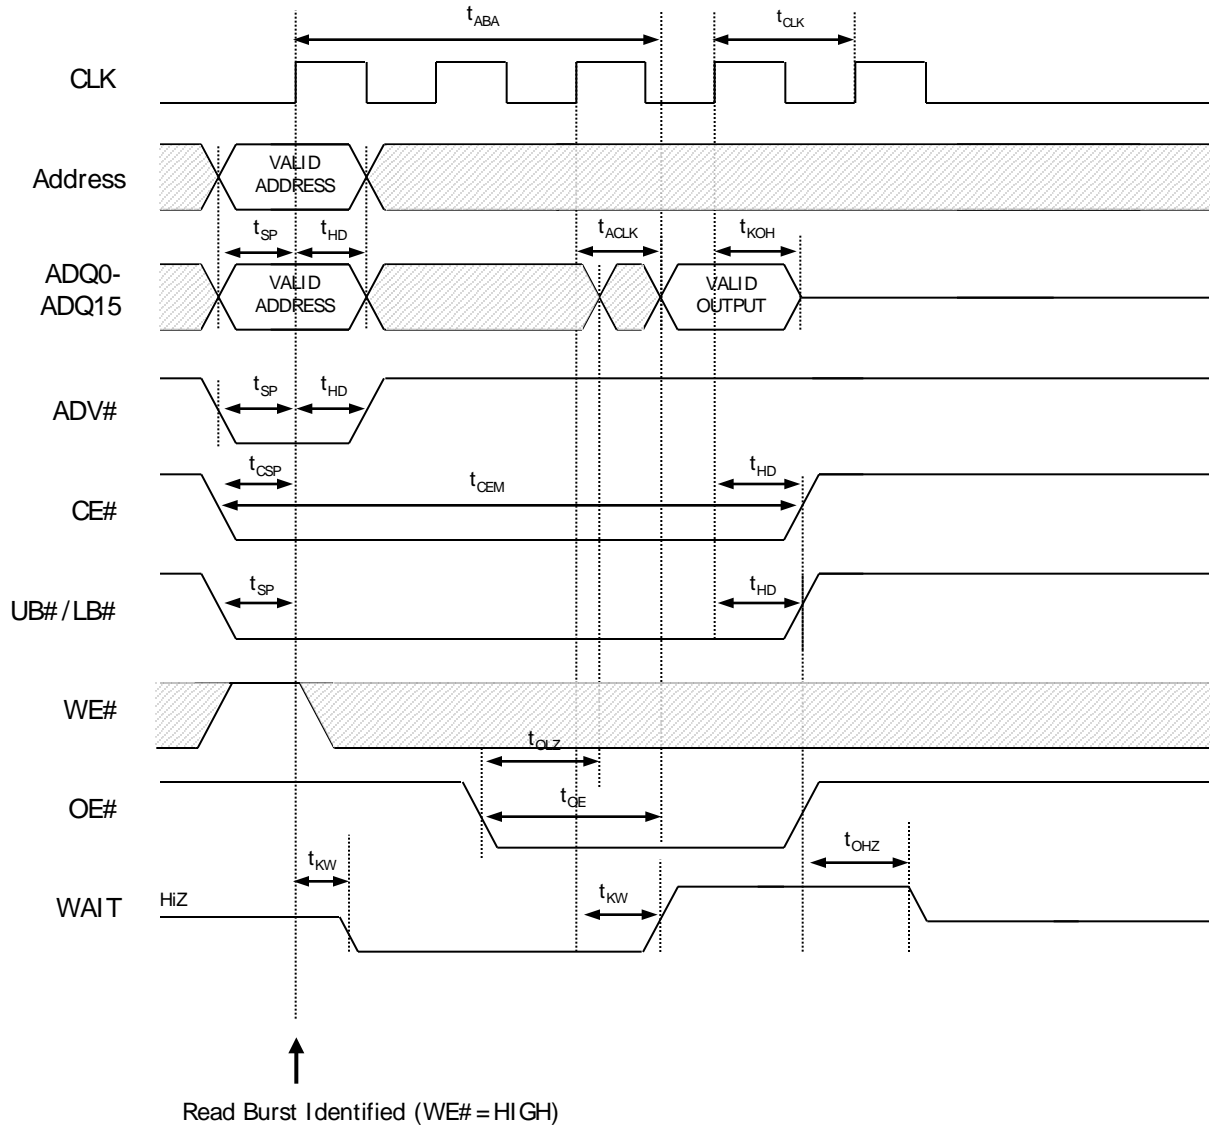 tABA
tCLK
CLK
Address
VALID
ADDRESS
tSP
tHD
tACLK
tKOH
ADQ0-
ADQ15
VALID
ADDRESS
VALID
OUTPUT
ADV#
tSP
tHD
tCSP
tCEM
tHD
CE#
tSP
tHD
UB# / LB#
WE#
tOLZ
OE#
tOE
tOHZ
tKW
WAIT
HiZ
tKW
Read Burst Identified (WE# = HIGH)